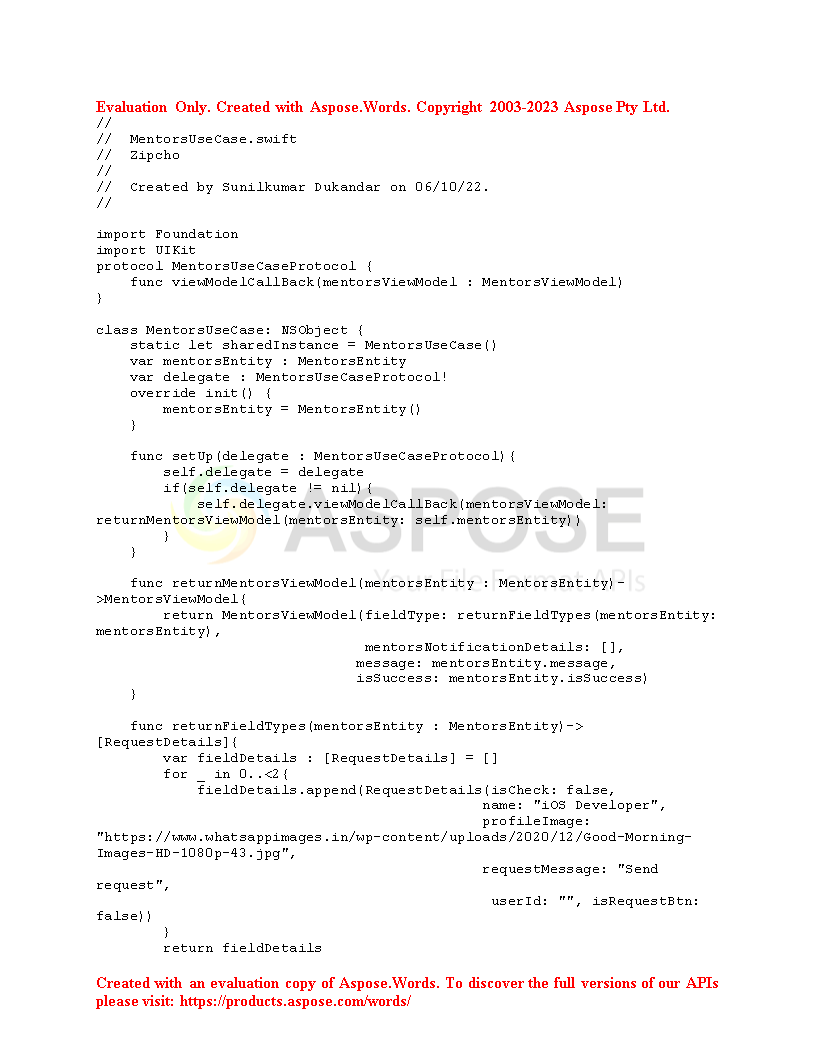 Evaluation Only. Created with Aspose.Words. Copyright 2003-2023 Aspose Pty Ltd.
//
//  MentorsUseCase.swift
//  Zipcho
//
//  Created by Sunilkumar Dukandar on 06/10/22.
//

import Foundation
import UIKit
protocol MentorsUseCaseProtocol {
    func viewModelCallBack(mentorsViewModel : MentorsViewModel)
}

class MentorsUseCase: NSObject {
    static let sharedInstance = MentorsUseCase()
    var mentorsEntity : MentorsEntity
    var delegate : MentorsUseCaseProtocol!
    override init() {
        mentorsEntity = MentorsEntity()
    }

    func setUp(delegate : MentorsUseCaseProtocol){
        self.delegate = delegate
        if(self.delegate != nil){
            self.delegate.viewModelCallBack(mentorsViewModel:
returnMentorsViewModel(mentorsEntity: self.mentorsEntity))
        }
    }
ASPOSE
Your File Format APIs

    func returnMentorsViewModel(mentorsEntity : MentorsEntity)-
>MentorsViewModel{
        return MentorsViewModel(fieldType: returnFieldTypes(mentorsEntity:
mentorsEntity),
                                mentorsNotificationDetails: [],
                               message: mentorsEntity.message,
                               isSuccess: mentorsEntity.isSuccess)
    }

    func returnFieldTypes(mentorsEntity : MentorsEntity)->
[RequestDetails]{
        var fieldDetails : [RequestDetails] = []
        for _ in 0..<2{
            fieldDetails.append(RequestDetails(isCheck: false,
                                              name: "iOS Developer",
                                              profileImage:
"https://www.whatsappimages.in/wp-content/uploads/2020/12/Good-Morning-
Images-HD-1080p-43.jpg",
                                              requestMessage: "Send
request",
                                               userId: "", isRequestBtn:
false))
        }
        return fieldDetails

Created with an evaluation copy of Aspose.Words. To discover the full versions of our APIs
please visit: https://products.aspose.com/words/